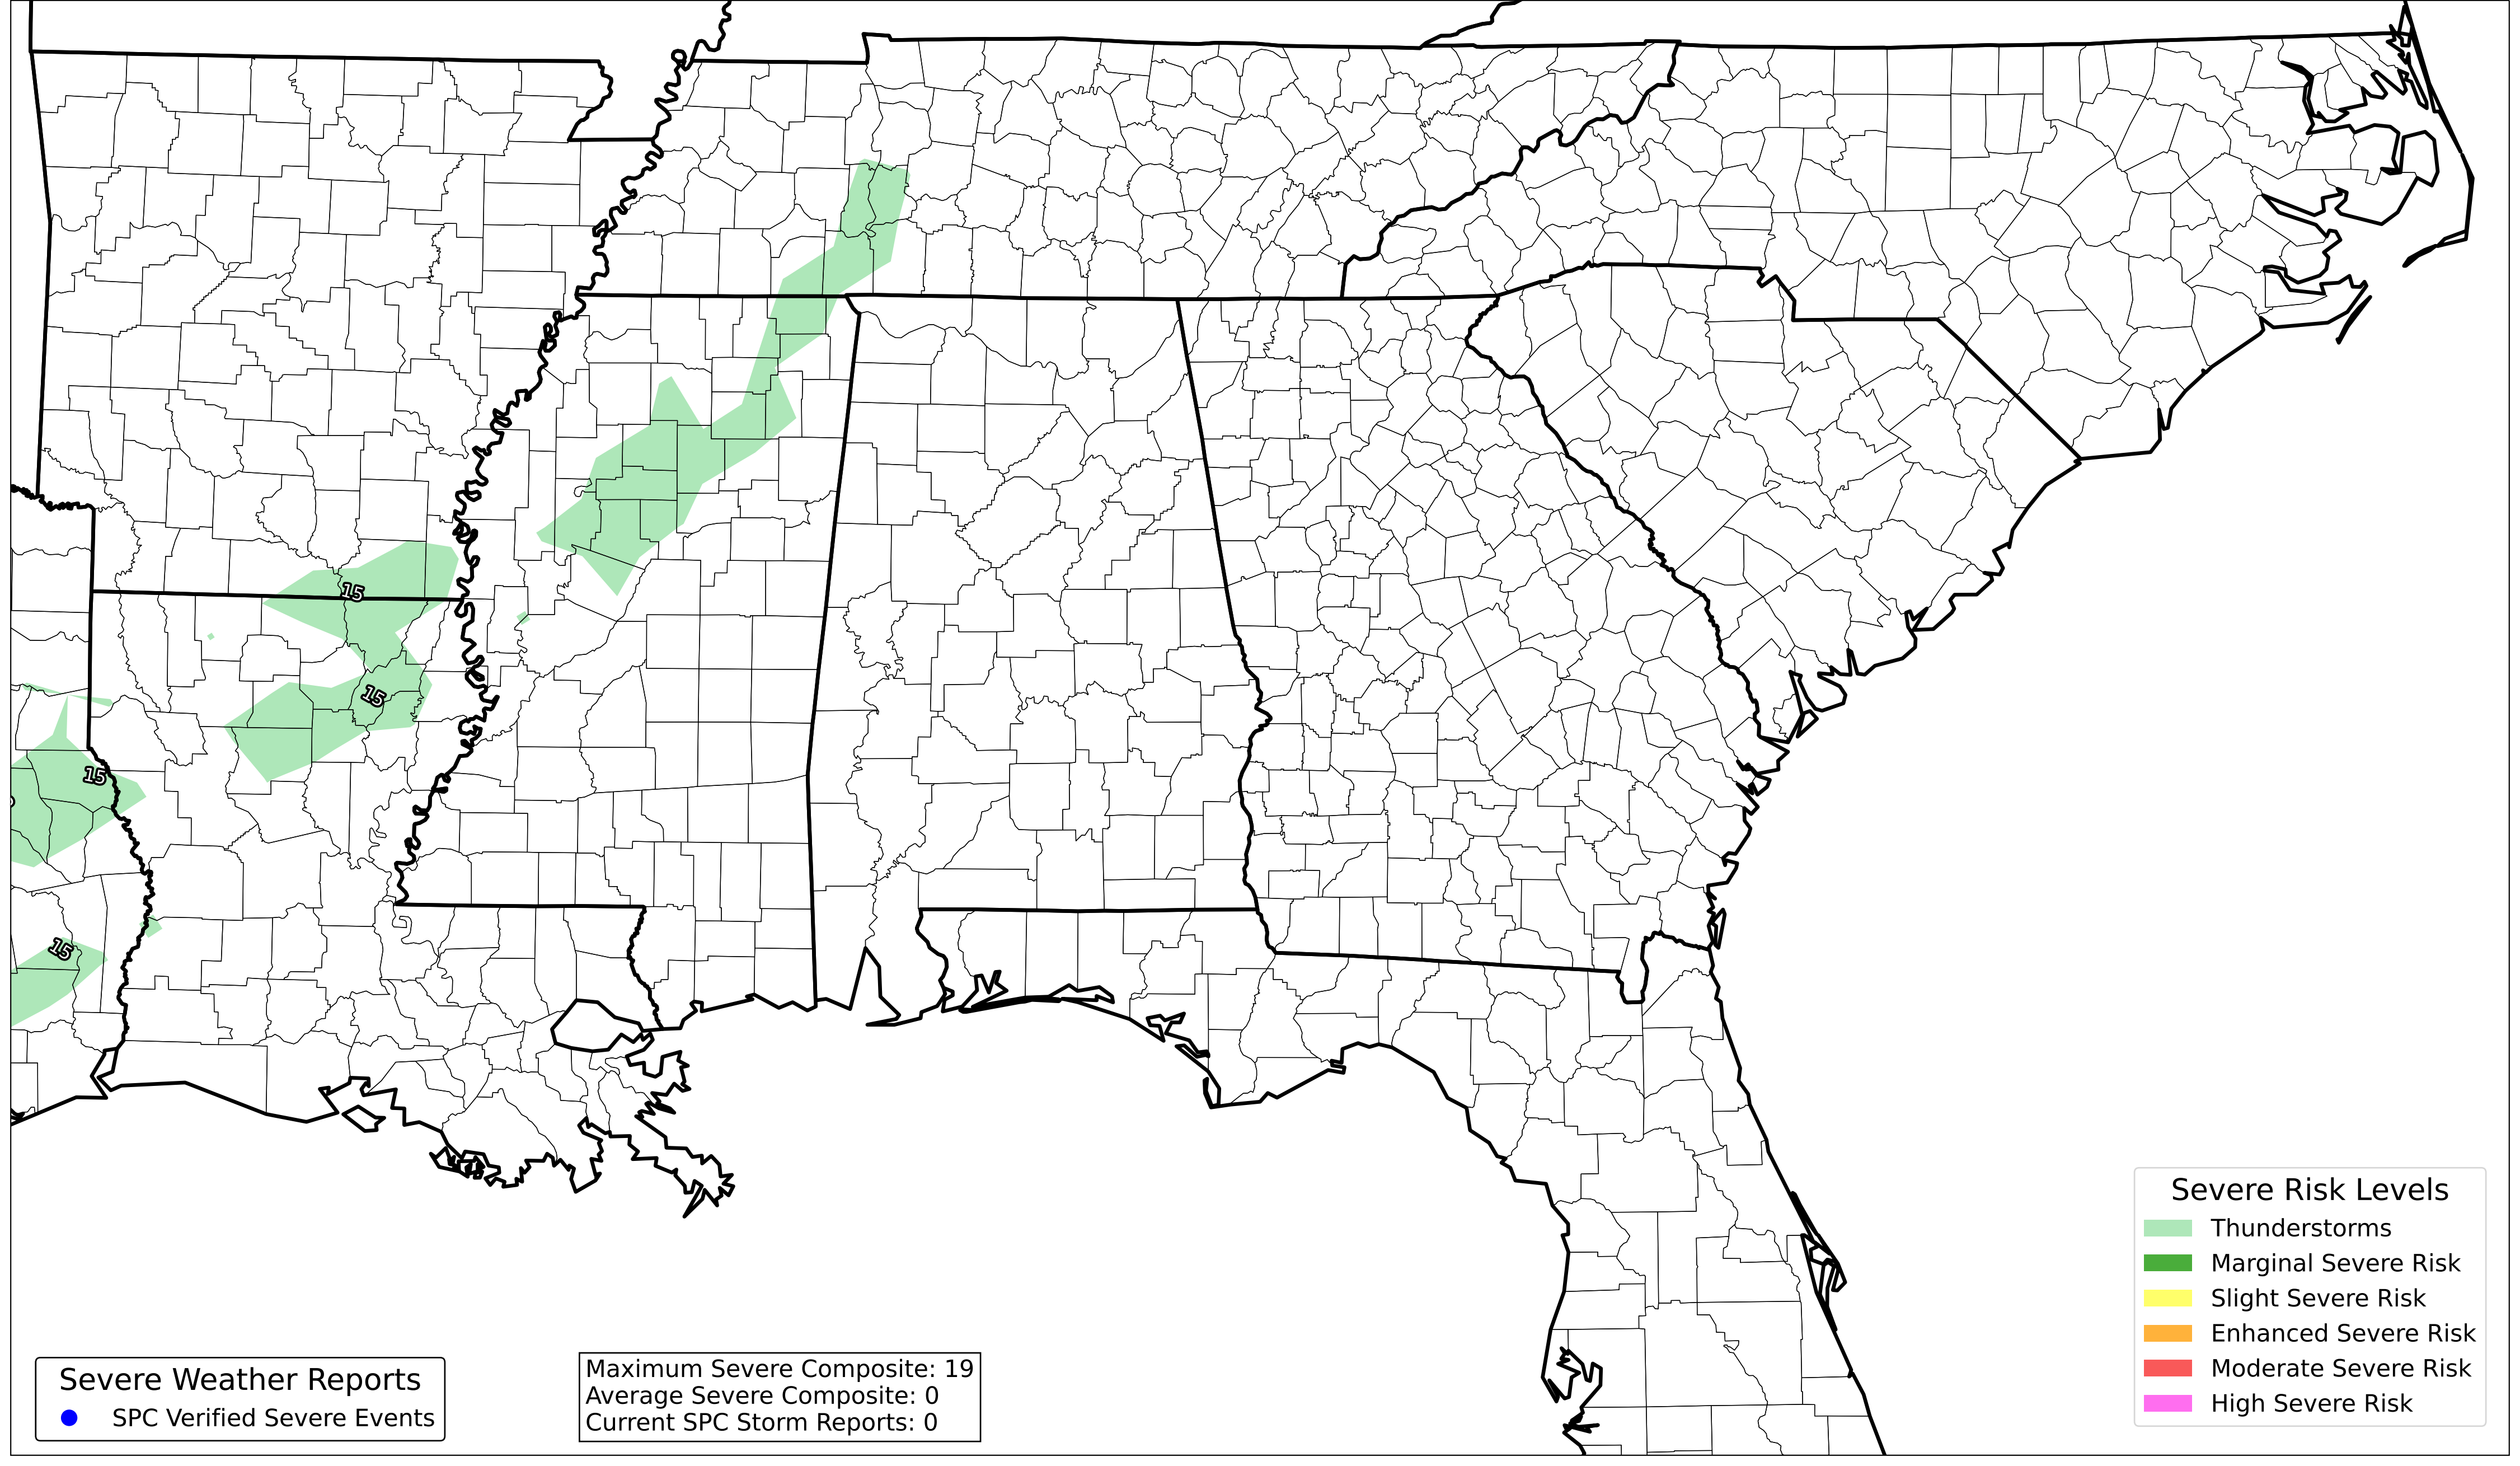 15
15
15
15
Severe Risk Levels
Thunderstorms
Marginal Severe Risk
Slight Severe Risk
Enhanced Severe Risk
Moderate Severe Risk
High Severe Risk
Severe Weather Reports
SPC Verified Severe Events
Maximum Severe Composite: 19
Average Severe Composite: 0
Current SPC Storm Reports: 0